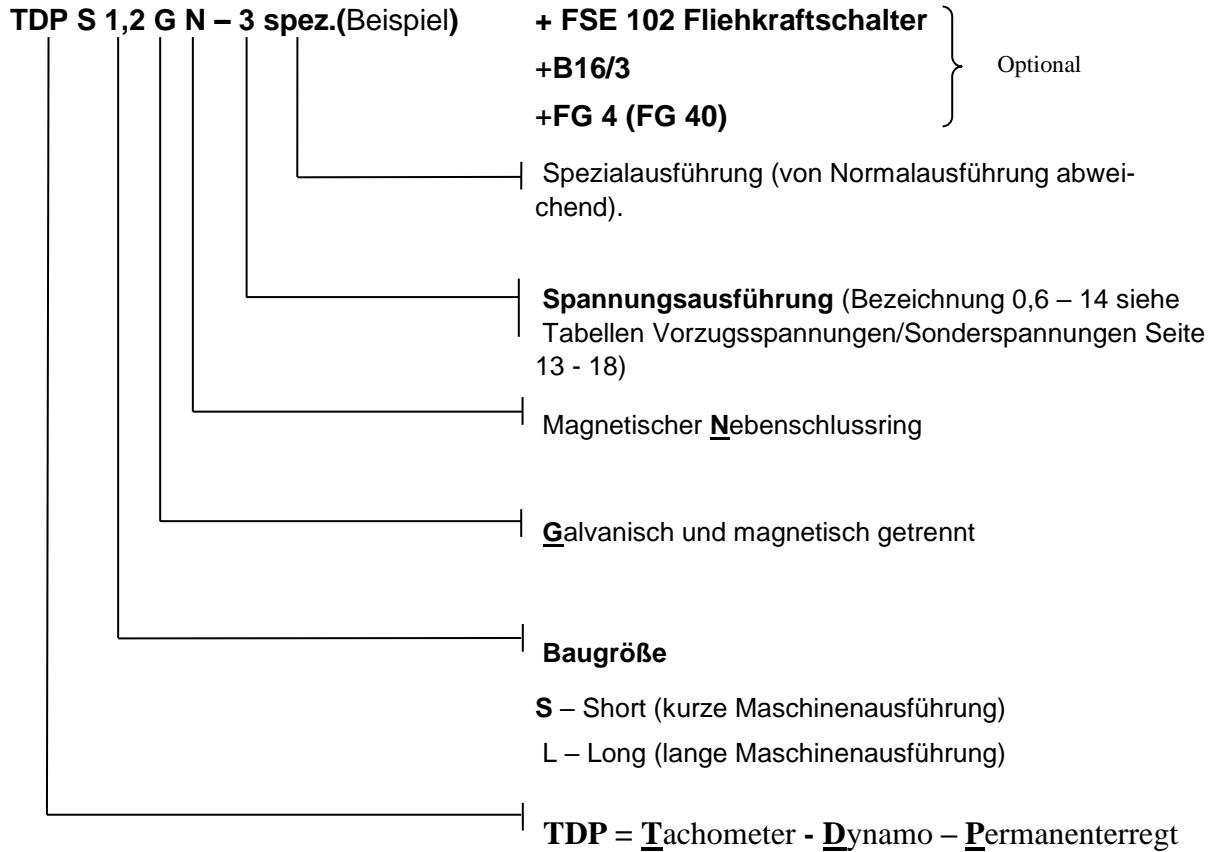 TDP S 1,2 G N – 3 spez.(Beispiel) + FSE 102 Fliehkraftschalter
+B16/3
Optional
+FG 4 (FG 40)
Spezialausführung (von Normalausführung abwei-
chend).
Spannungsausführung (Bezeichnung 0,6 – 14 siehe
Tabellen Vorzugsspannungen/Sonderspannungen Seite
13 - 18)
Magnetischer Nebenschlussring
Galvanisch und magnetisch getrennt
Baugröße
S – Short (kurze Maschinenausführung)
L – Long (lange Maschinenausführung)
TDP = Tachometer - Dynamo – Permanenterregt